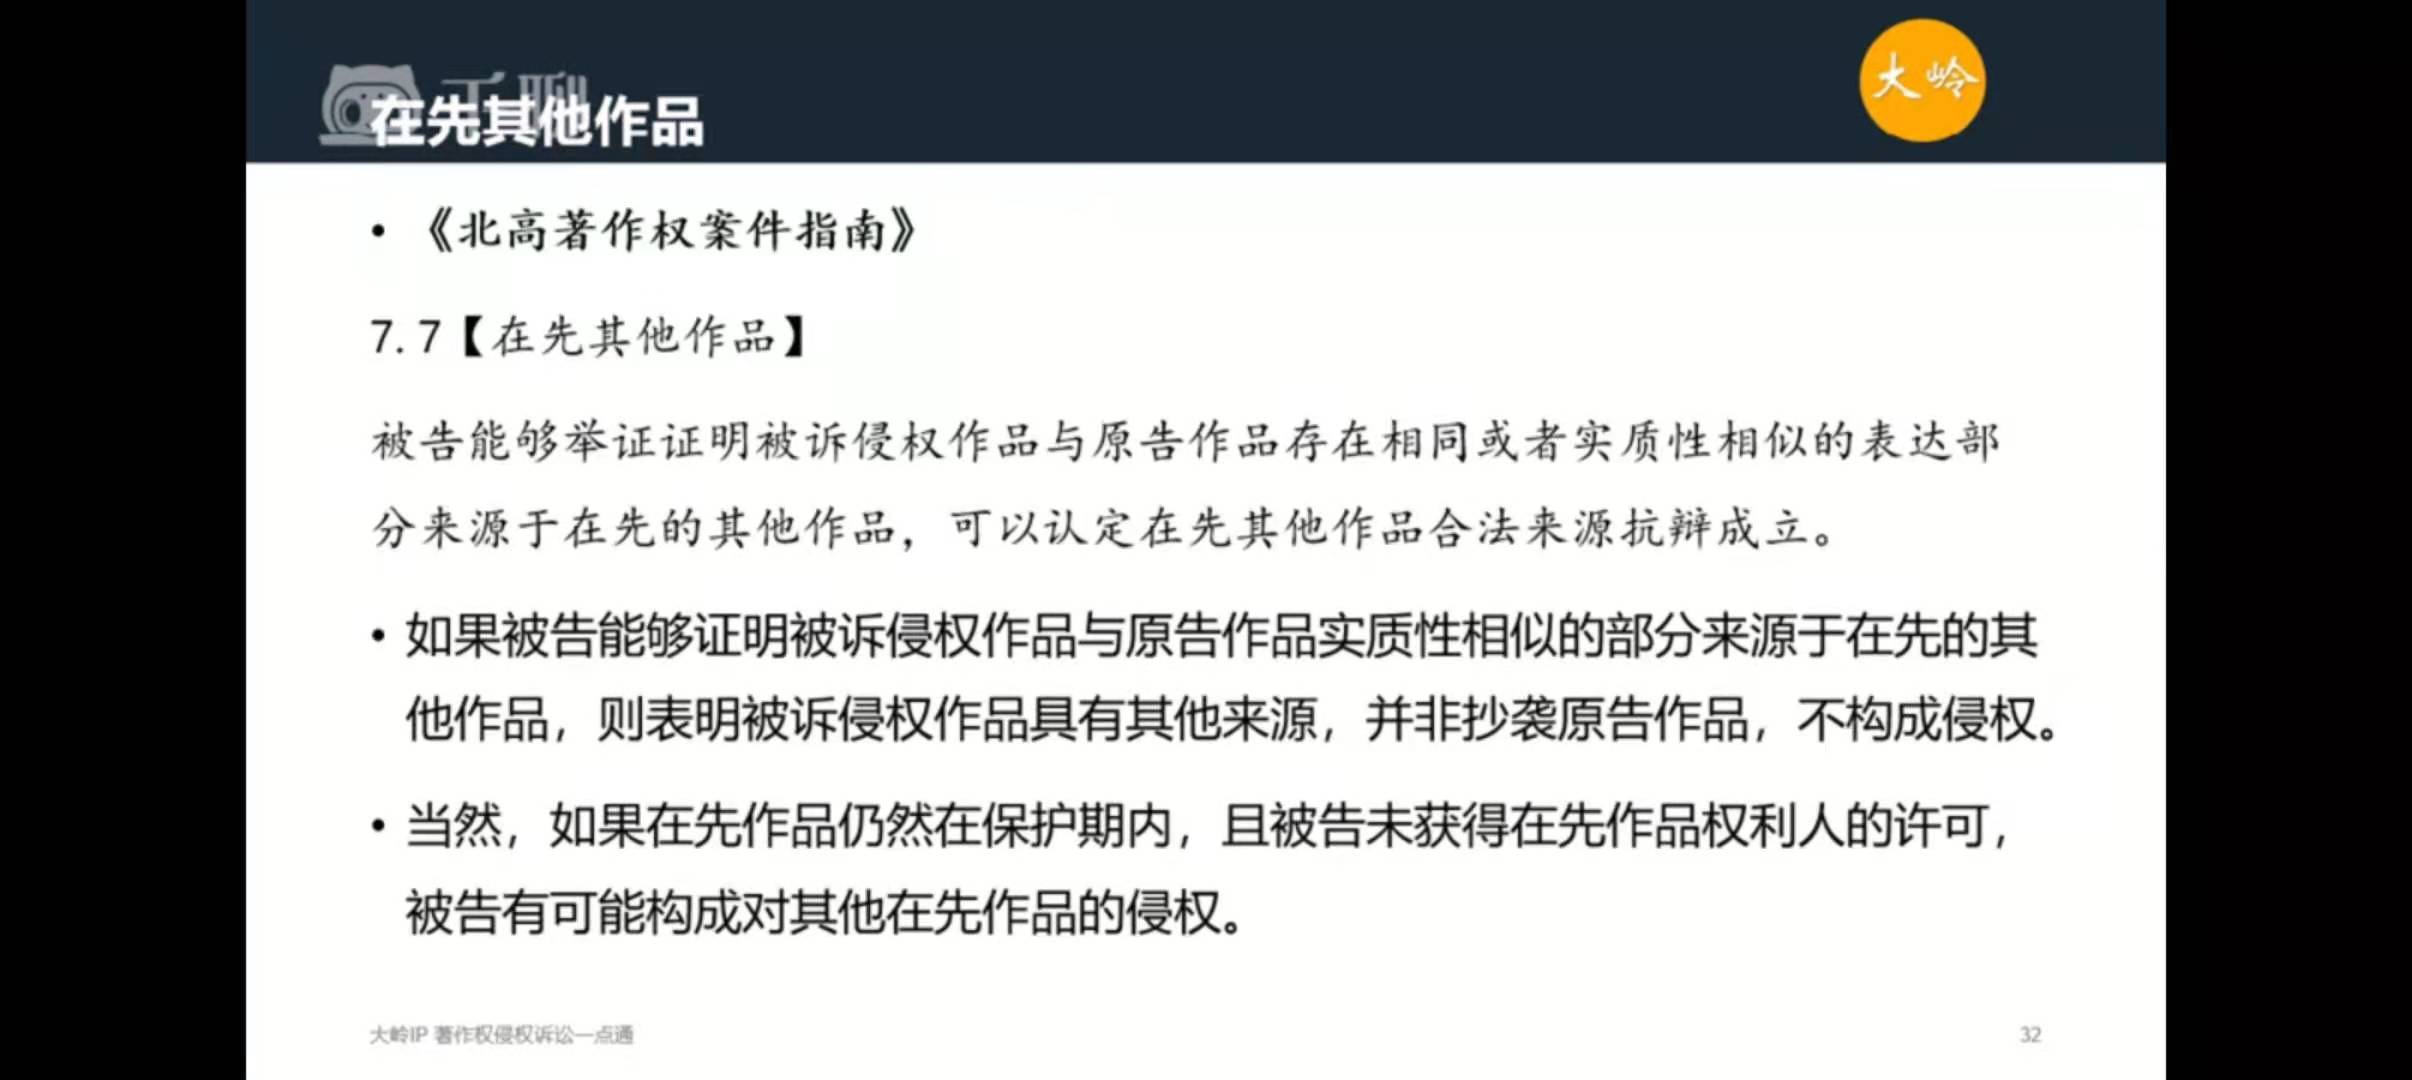 千聊
大岭
在先其他作品
• 《北高著作权案件指南》
7.7【在先其他作品】
被告能够举证证明被诉侵权作品与原告作品存在相同或者实质性相似的表达部
分来源于在先的其他作品，可以认定在先其他作品合法来源抗辩成立。
• 如果被告能够证明被诉侵权作品与原告作品实质性相似的部分来源于在先的其
他作品，则表明被诉侵权作品具有其他来源，并非抄袭原告作品，不构成侵权。
• 当然，如果在先作品仍然在保护期内，且被告未获得在先作品权利人的许可，
被告有可能构成对其他在先作品的侵权。
大岭IP 著作权侵权诉讼一点通
32